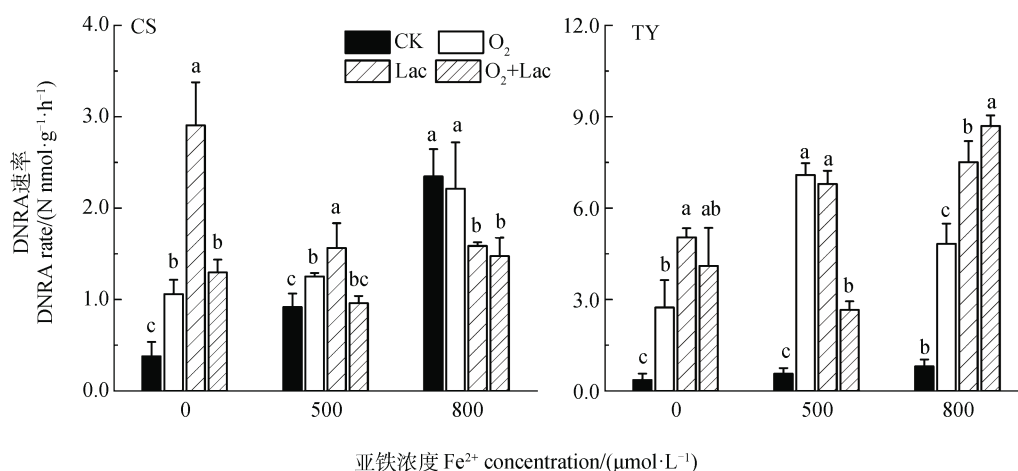 CS
TY
CK
O₂
Lac
O₂+Lac
DNRA速率
DNRA rate/(N nmol·g⁻¹·h⁻¹)
4.0
3.0
2.0
1.0
0.0
c b a b
c b a bc
a a b b
0 500 800
12.0
9.0
6.0
3.0
0.0
c b a ab
c a a b
b c b a
0 500 800
亚铁浓度 Fe²⁺ concentration/(μmol·L⁻¹)